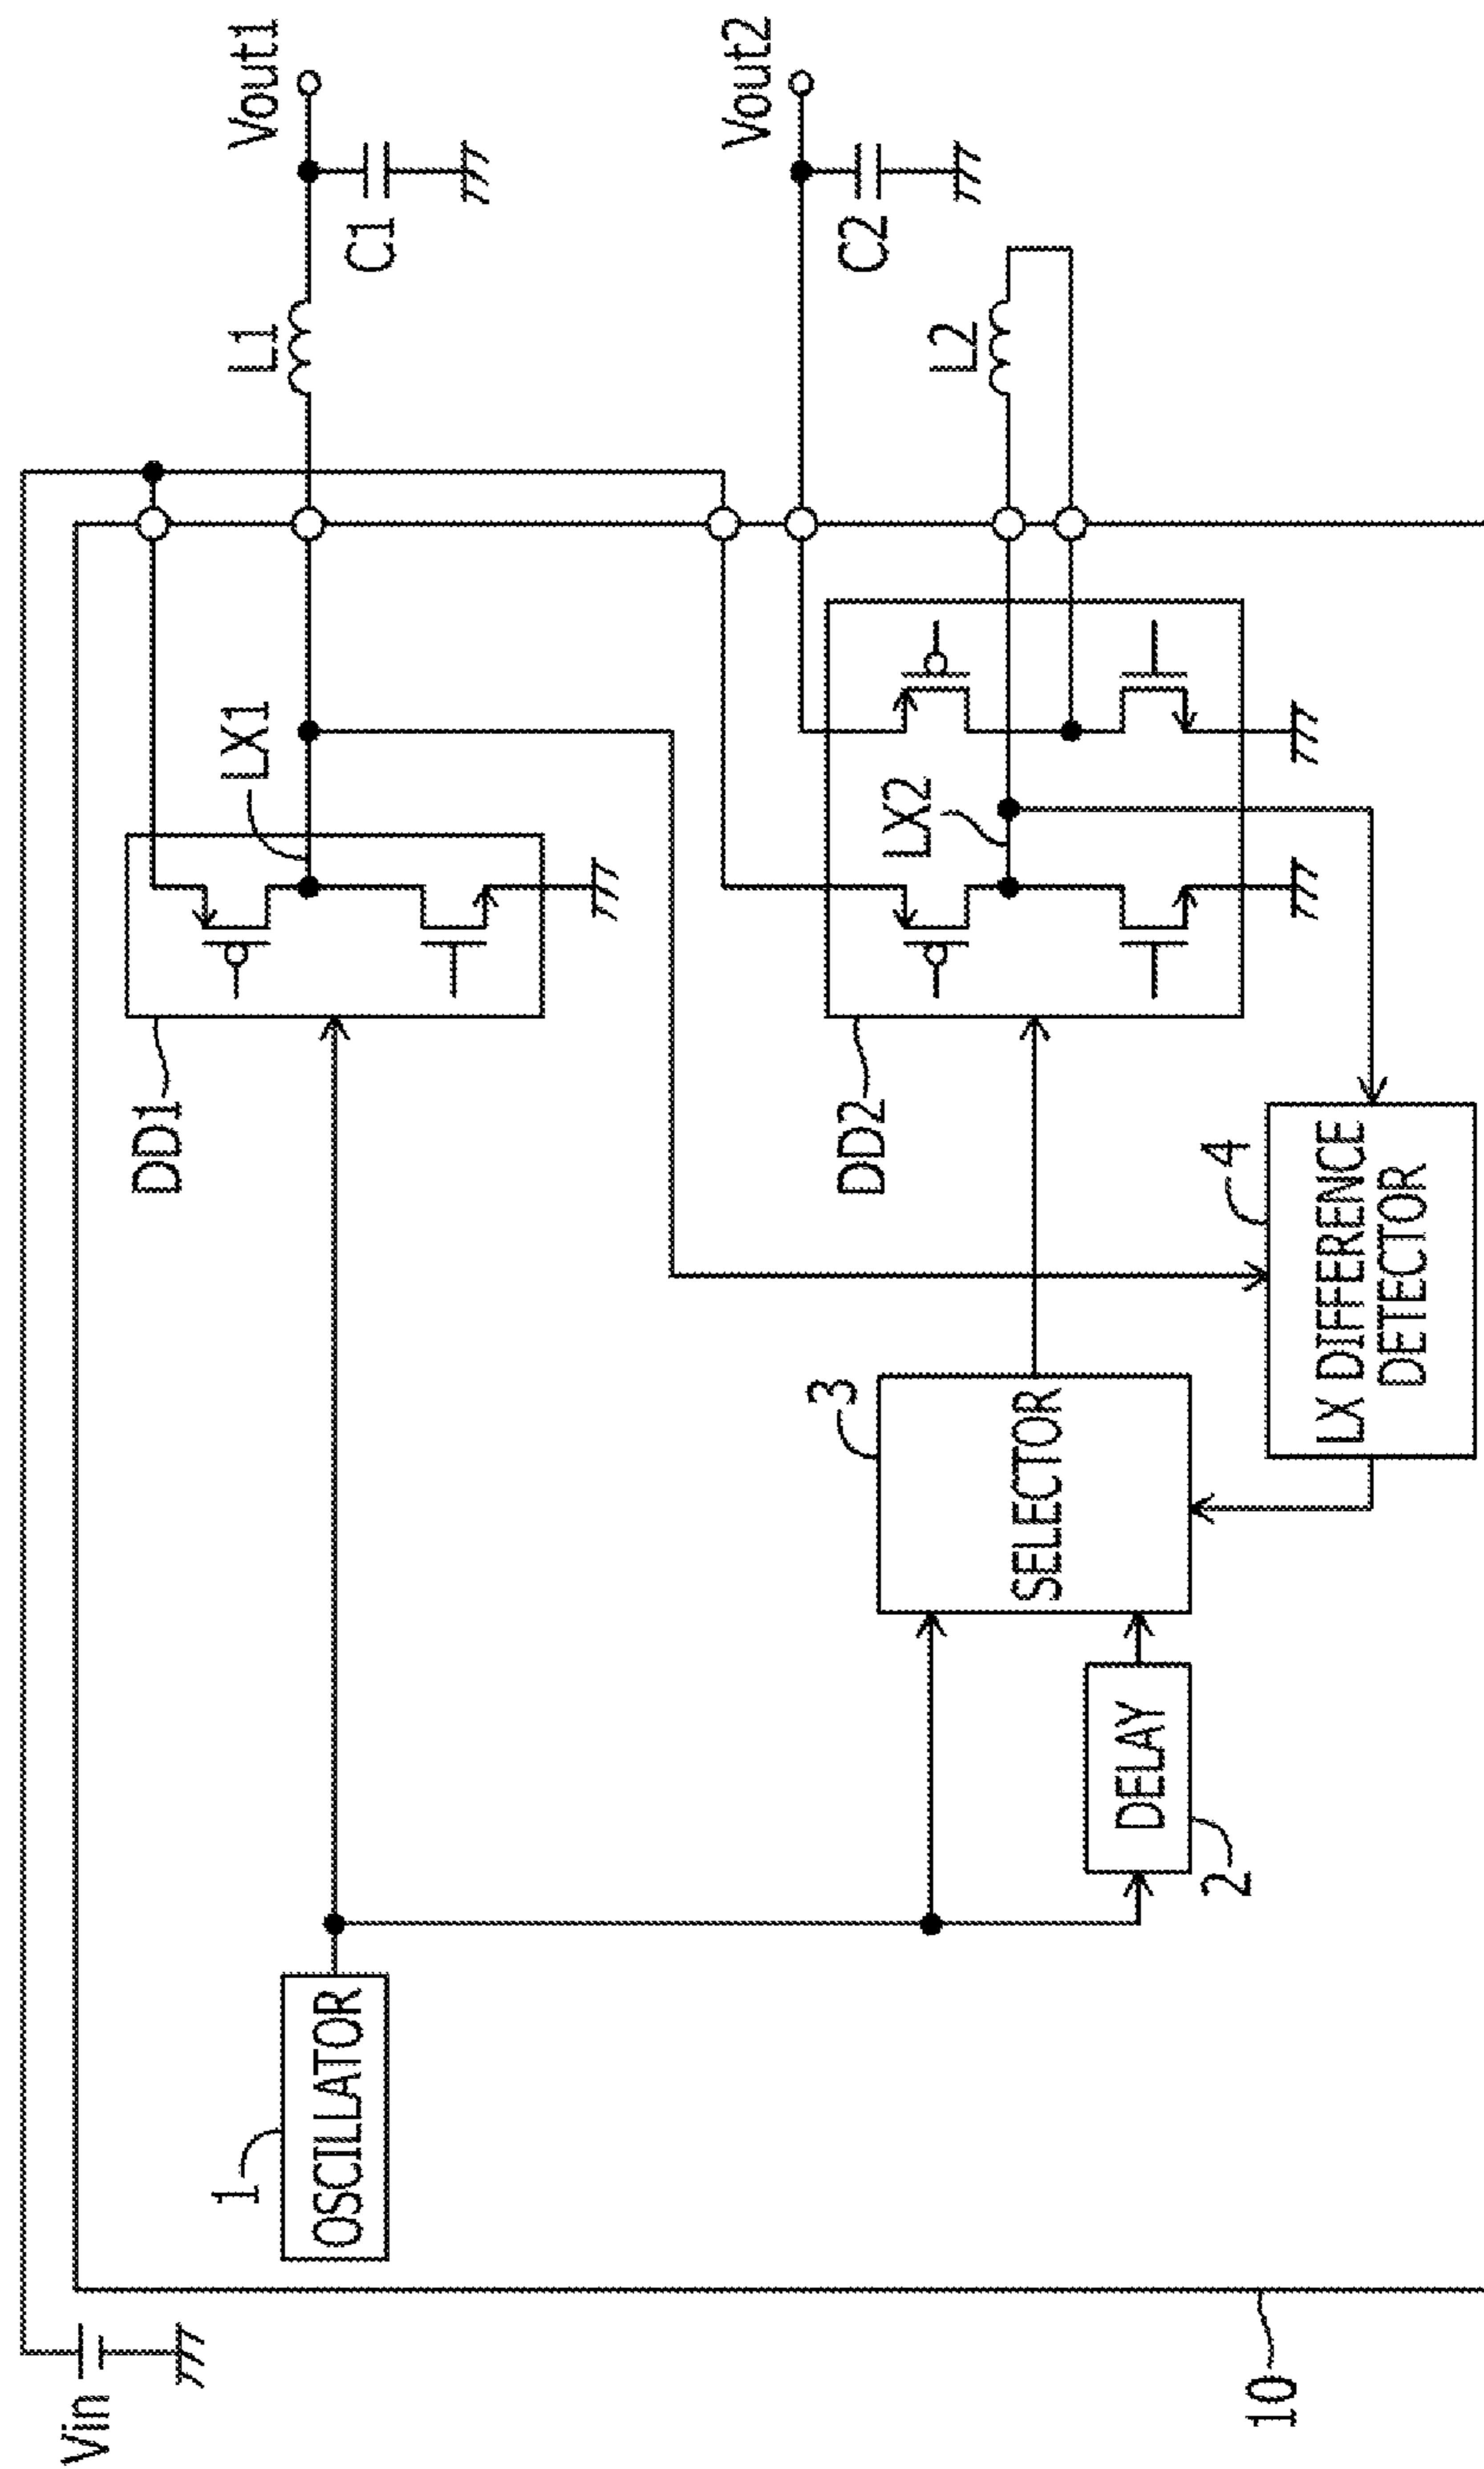 Vin
10
1
OSCILLATOR
DELAY
2
SELECTOR
3
LX DIFFERENCE
DETECTOR
4
DD1
DD2
LX1
LX2
L1
L2
C1
C2
Vout1
Vout2